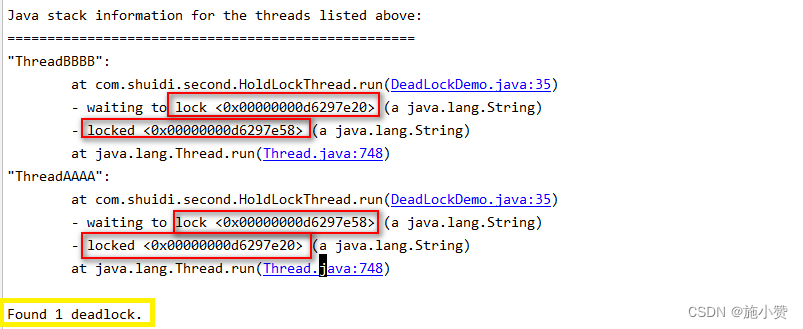 Java stack information for the threads listed above:
===================================================
"ThreadBBBB":
at com.shuidi.second.HoldLockThread.run(DeadLockDemo.java:35)
- waiting to lock <0x00000000d6297e20> (a java.lang.String)
- locked <0x00000000d6297e58> (a java.lang.String)
at java.lang.Thread.run(Thread.java:748)
"ThreadAAAA":
at com.shuidi.second.HoldLockThread.run(DeadLockDemo.java:35)
- waiting to lock <0x00000000d6297e58> (a java.lang.String)
- locked <0x00000000d6297e20> (a java.lang.String)
at java.lang.Thread.run(Thread.java:748)
Found 1 deadlock.
CSDN @施小赞